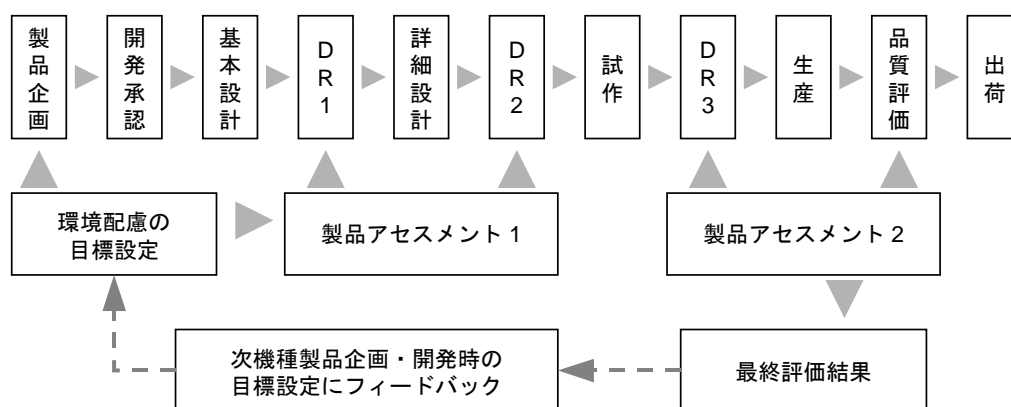 製品企画
開発承認
基本設計
DR1
詳細設計
DR2
試作
DR3
生産
品質評価
出荷
環境配慮の
目標設定
製品アセスメント 1
製品アセスメント 2
次機種製品企画・開発時の
目標設定にフィードバック
最終評価結果